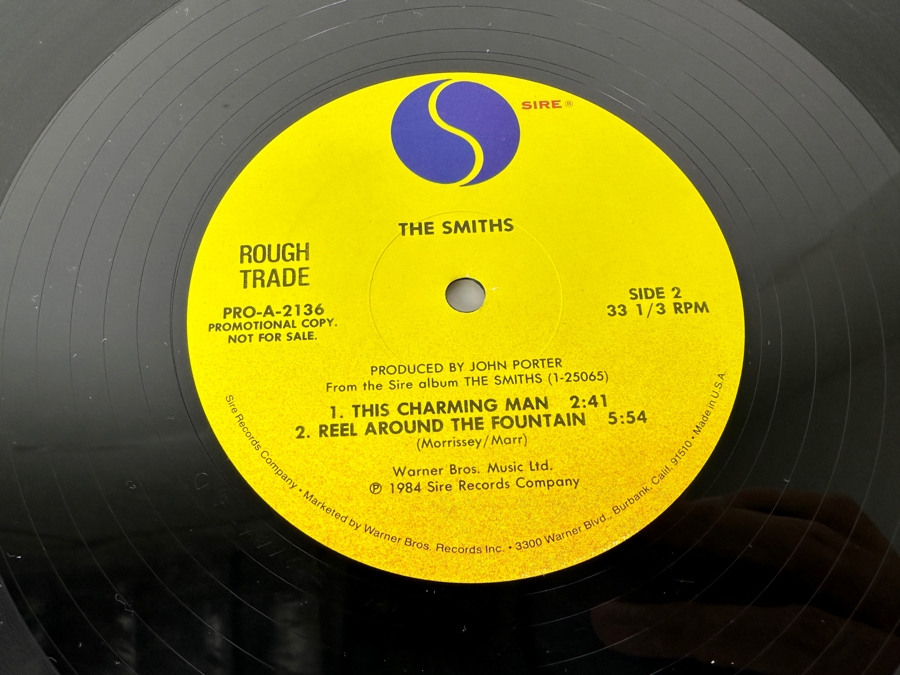 SIRE ®
THE SMITHS
ROUGH
TRADE
PRO-A-2136
PROMOTIONAL COPY.
NOT FOR SALE.
SIDE 2
33 1/3 RPM
PRODUCED BY JOHN PORTER
From the Sire album THE SMITHS (1-25065)
1. THIS CHARMING MAN 2:41
2. REEL AROUND THE FOUNTAIN 5:54
(Morrissey/Marr)
Warner Bros. Music Ltd.
℗ 1984 Sire Records Company
Sire Records Company • Marketed by Warner Bros. Records Inc. • 3300 Warner Blvd., Burbank, Calif. 91510 • Made in U.S.A.